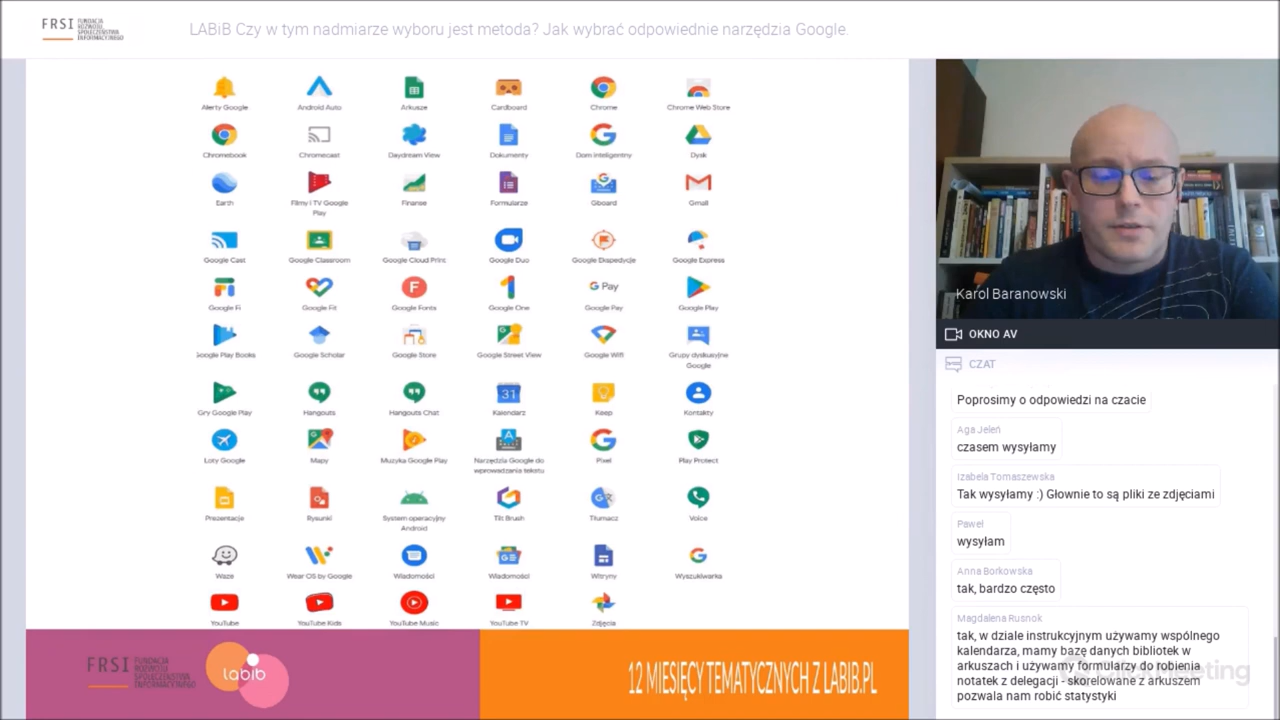 FRSI FUNDACJA
ROZWOJU
SPOŁECZEŃSTWA
INFORMACYJNEGO
LABiB Czy w tym nadmiarze wyboru jest metoda? Jak wybrać odpowiednie narzędzia Google.
Alerty Google Android Auto Arkusze Cardboard Chrome Chrome Web Store
Chromebook Chromecast Daydream View Dokumenty Dom inteligentny Dysk
Earth Filmy i TV Google Play Finanse Formularze Gboard Gmail
Google Cast Google Classroom Google Cloud Print Google Duo Google Ekspedycje Google Express
Google Fi Google Fit Google Fonts Google One G Pay Google Pay Google Play
Google Play Books Google Scholar Google Store Google Street View Google Wifi Grupy dyskusyjne Google
Gry Google Play Hangouts Hangouts Chat 31 Kalendarz Keep Kontakty
Loty Google Mapy Muzyka Google Play Narzędzia Google do wprowadzania tekstu Pixel Play Protect
Prezentacje Rysunki System operacyjny Android Tilt Brush Tłumacz Voice
Waze Wear OS by Google Wiadomości Wiadomości Witryny Wyszukiwarka
YouTube YouTube Kids YouTube Music YouTube TV Zdjęcia
FRSI FUNDACJA
ROZWOJU
SPOŁECZEŃSTWA
INFORMACYJNEGO
labib
12 MIESIĘCY TEMATYCZNYCH Z LABIB.PL
Karol Baranowski
OKNO AV
CZAT
Poprosimy o odpowiedzi na czacie
Aga Jeleń
czasem wysyłamy
Izabela Tomaszewska
Tak wysyłamy :) Głownie to są pliki ze zdjęciami
Paweł
wysyłam
Anna Borkowska
tak, bardzo często
Magdalena Rusnok
tak, w dziale instrukcyjnym używamy wspólnego
kalendarza, mamy bazę danych bibliotek w
arkuszach i używamy formularzy do robienia
notatek z delegacji - skorelowane z arkuszem
pozwala nam robić statystyki
ClickMeeting